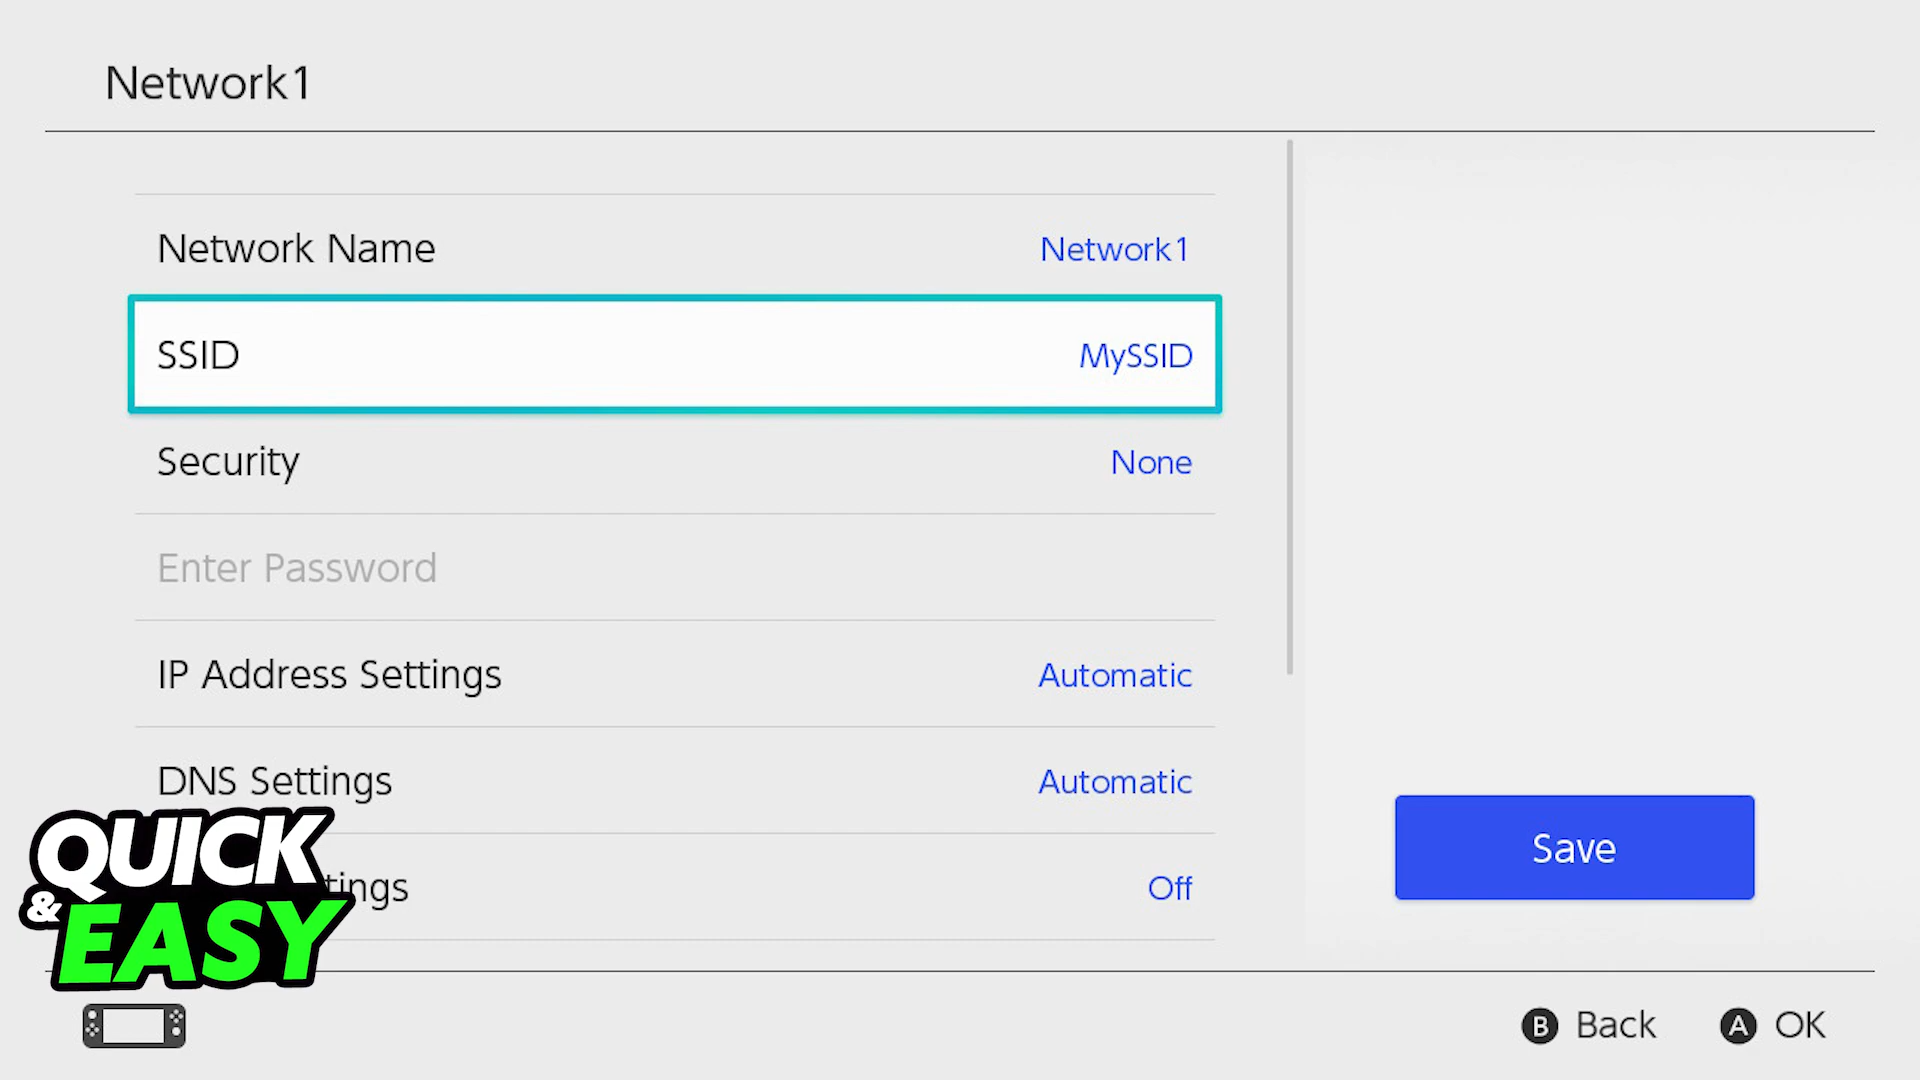 Network1
Network Name Network1
SSID MySSID
Security None
Enter Password
IP Address Settings Automatic
DNS Settings Automatic
tings Off
QUICK
& EASY
Save
B Back A OK